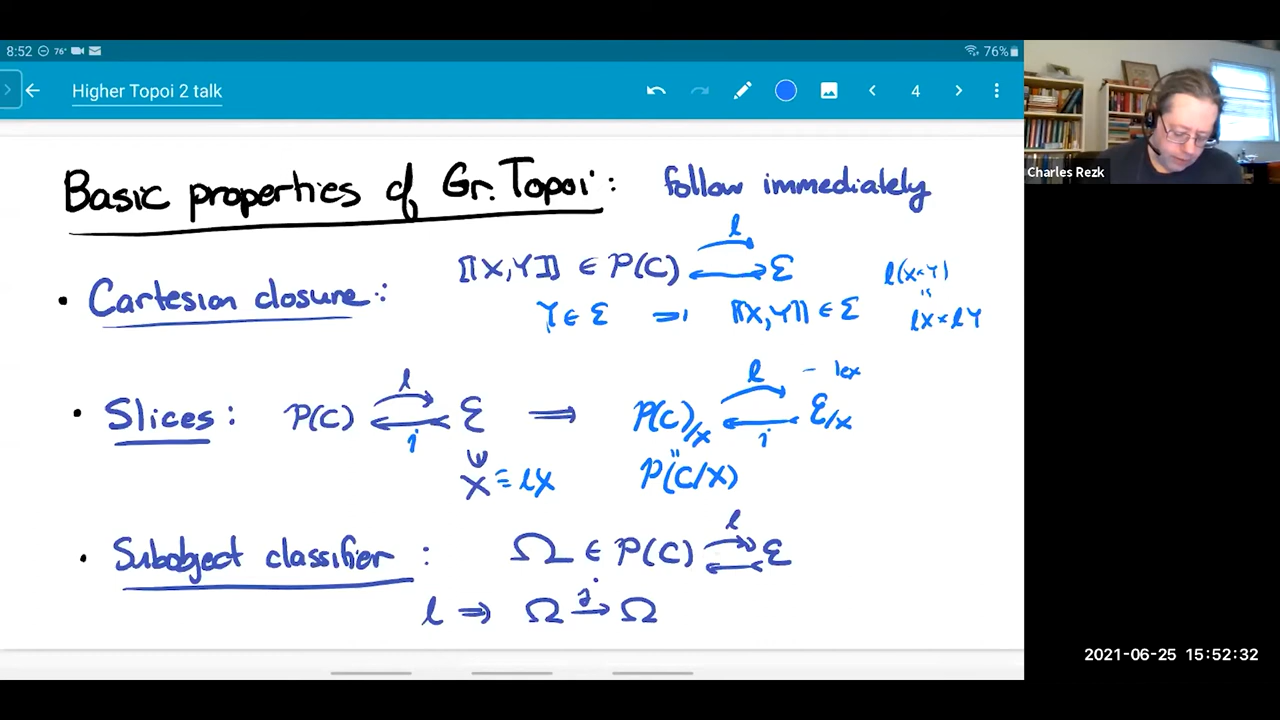 8:52 76° 76%
Higher Topoi 2 talk 4
Charles Rezk
Basic properties of Gr. Topoi: follow immediately
• Cartesian closure: ⟦X,Y⟧ ∈ P(C) ⇄ ℰ l
l(X×Y)
=
lX×lY
Y ∈ ℰ ⟹ ⟦X,Y⟧ ∈ ℰ
• Slices: P(C) ⇄ ℰ ⟹ P(C)/X ⇄ ℰ/X l i l i - lex
X ≅ lX P(C/X)
• Subobject classifier: Ω ∈ P(C) ⇄ ℰ l
l ⟹ Ω →j Ω
2021-06-25 15:52:32